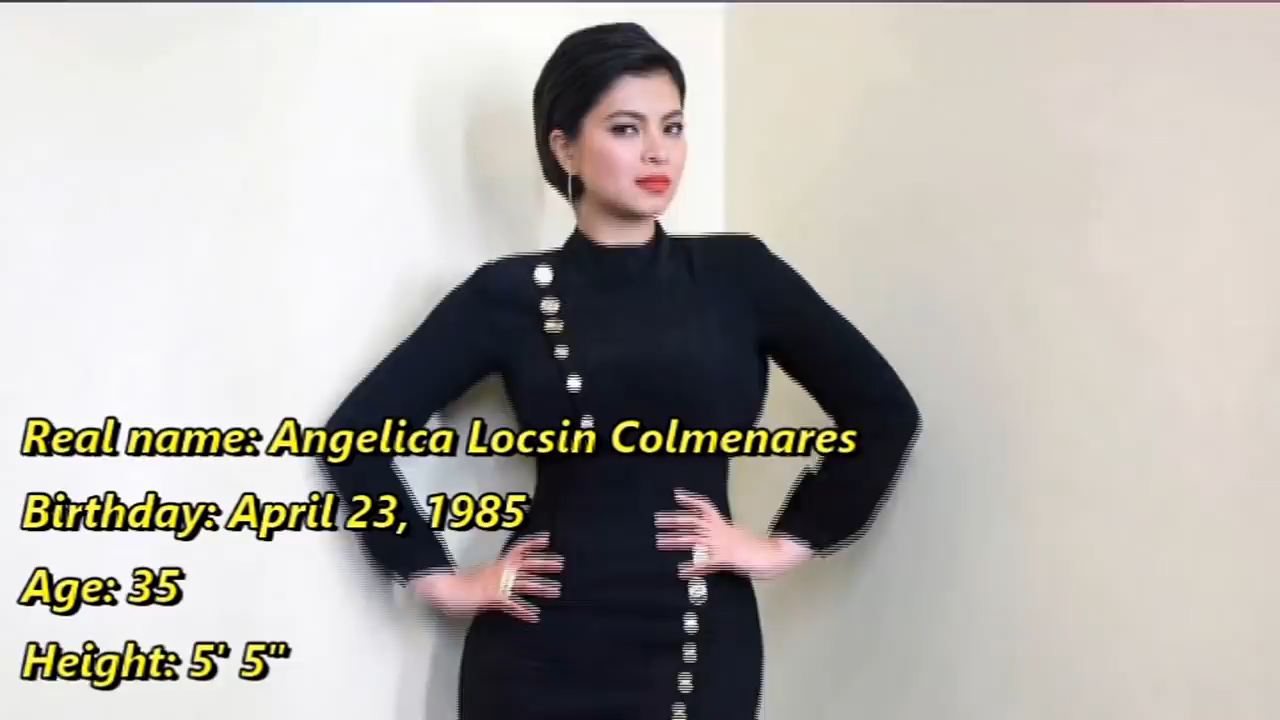 Real name: Angelica Locsin Colmenares
Birthday: April 23, 1985
Age: 35
Height: 5' 5"